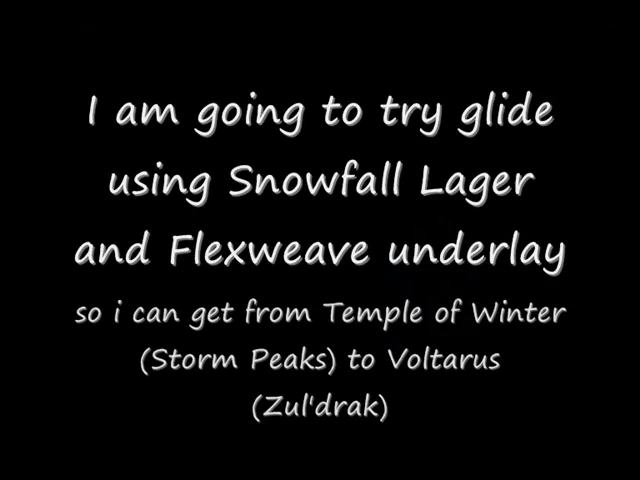 I am going to try glide
using Snowfall Lager
and Flexweave underlay
so i can get from Temple of Winter
(Storm Peaks) to Voltarus
(Zul'drak)